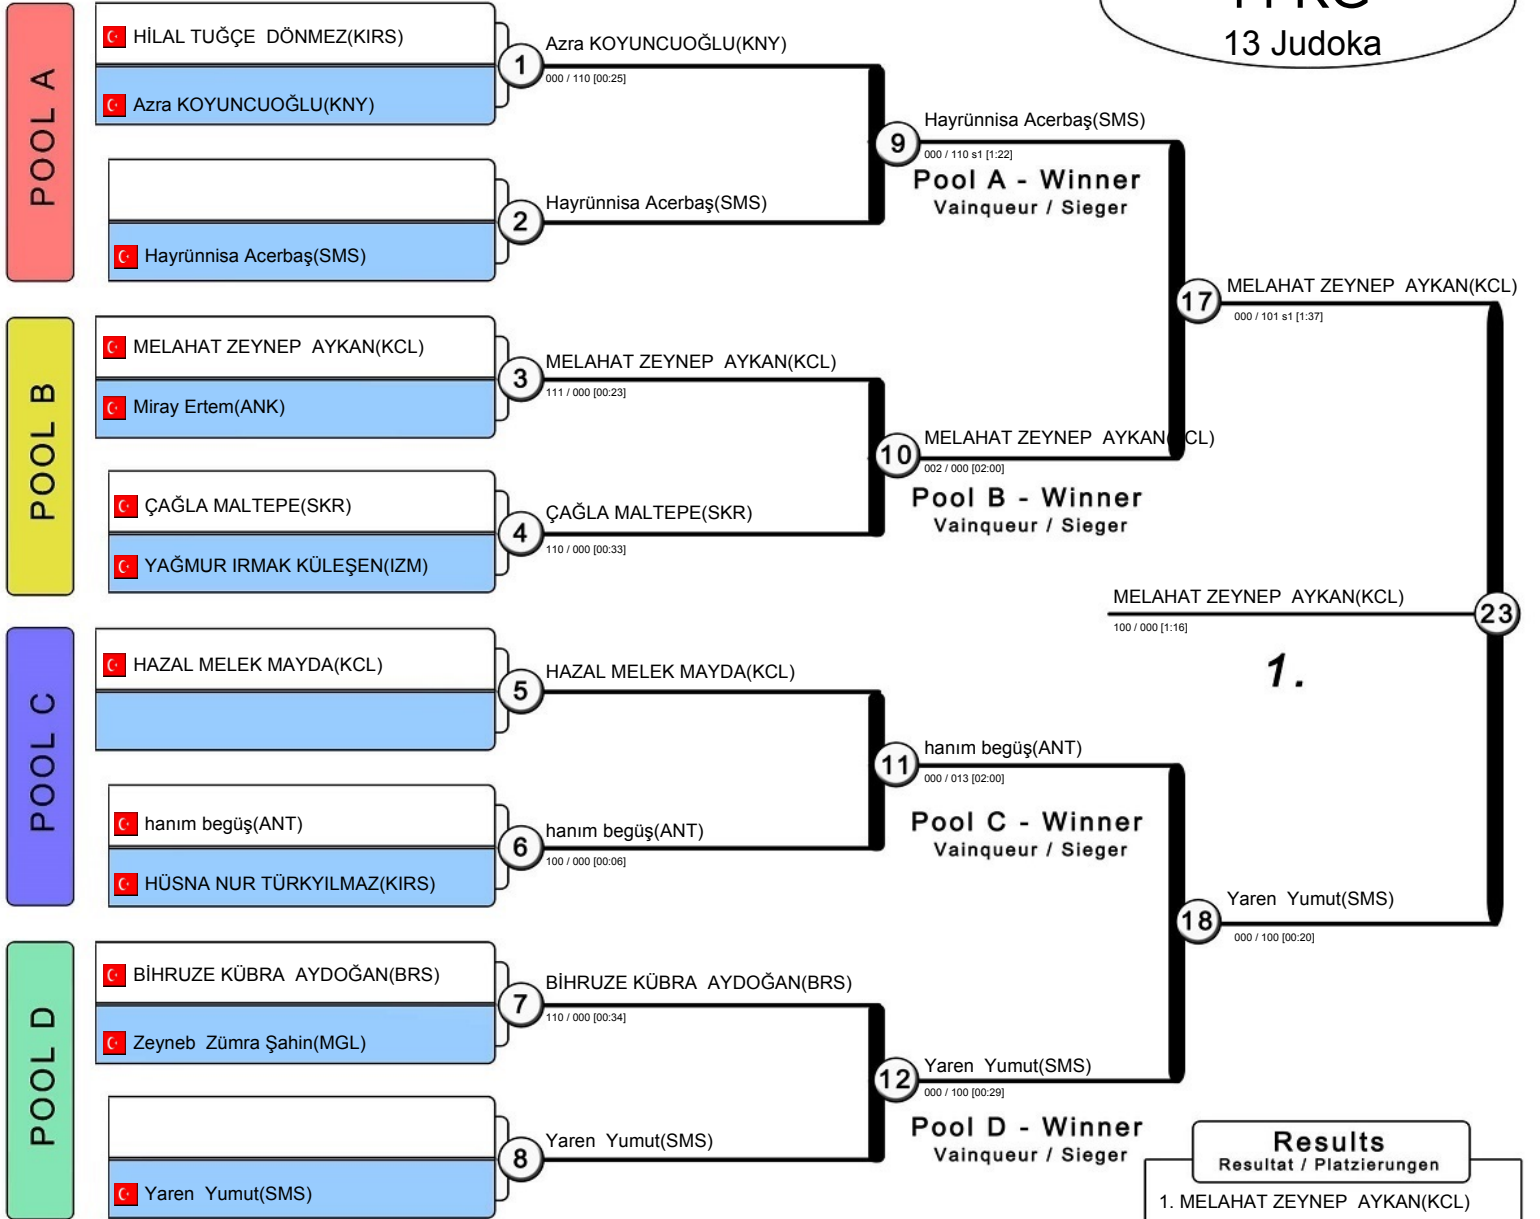 13 Judoka
POOL A
HİLAL TUĞÇE  DÖNMEZ(KIRS)
Azra KOYUNCUOĞLU(KNY)
1
Azra KOYUNCUOĞLU(KNY)
000 / 110 [00:25]
Hayrünnisa Acerbaş(SMS)
2
Hayrünnisa Acerbaş(SMS)
9
Hayrünnisa Acerbaş(SMS)
000 / 110 s1 [1:22]
Pool A - Winner
Vainqueur / Sieger
POOL B
MELAHAT ZEYNEP  AYKAN(KCL)
Miray Ertem(ANK)
3
MELAHAT ZEYNEP  AYKAN(KCL)
111 / 000 [00:23]
ÇAĞLA MALTEPE(SKR)
YAĞMUR IRMAK KÜLEŞEN(IZM)
4
ÇAĞLA MALTEPE(SKR)
110 / 000 [00:33]
10
MELAHAT ZEYNEP  AYKAN(KCL)
002 / 000 [02:00]
Pool B - Winner
Vainqueur / Sieger
17
MELAHAT ZEYNEP  AYKAN(KCL)
000 / 101 s1 [1:37]
POOL C
HAZAL MELEK MAYDA(KCL)
5
HAZAL MELEK MAYDA(KCL)
hanım begüş(ANT)
HÜSNA NUR TÜRKYILMAZ(KIRS)
6
hanım begüş(ANT)
100 / 000 [00:06]
11
hanım begüş(ANT)
000 / 013 [02:00]
Pool C - Winner
Vainqueur / Sieger
POOL D
BİHRUZE KÜBRA  AYDOĞAN(BRS)
Zeyneb  Zümra Şahin(MGL)
7
BİHRUZE KÜBRA  AYDOĞAN(BRS)
110 / 000 [00:34]
Yaren  Yumut(SMS)
8
Yaren  Yumut(SMS)
12
Yaren  Yumut(SMS)
000 / 100 [00:29]
Pool D - Winner
Vainqueur / Sieger
18
Yaren  Yumut(SMS)
000 / 100 [00:20]
23
MELAHAT ZEYNEP  AYKAN(KCL)
100 / 000 [1:16]
1.
Results
Resultat / Platzierungen
1. MELAHAT ZEYNEP  AYKAN(KCL)